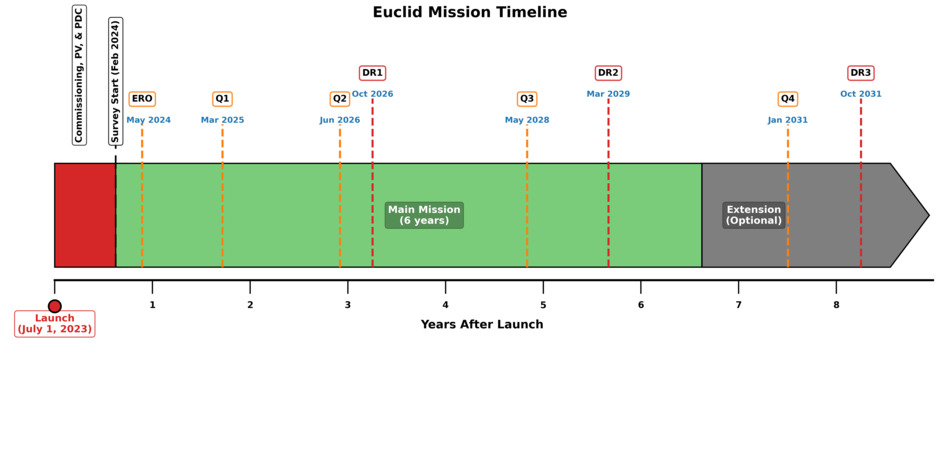 Euclid Mission Timeline
Commissioning, PV, & PDC
Survey Start (Feb 2024)
ERO
May 2024
Q1
Mar 2025
Q2
Jun 2026
DR1
Oct 2026
Q3
May 2028
DR2
Mar 2029
Q4
Jan 2031
DR3
Oct 2031
Main Mission
(6 years)
Extension
(Optional)
1 2 3 4 5 6 7 8
Launch
(July 1, 2023)
Years After Launch